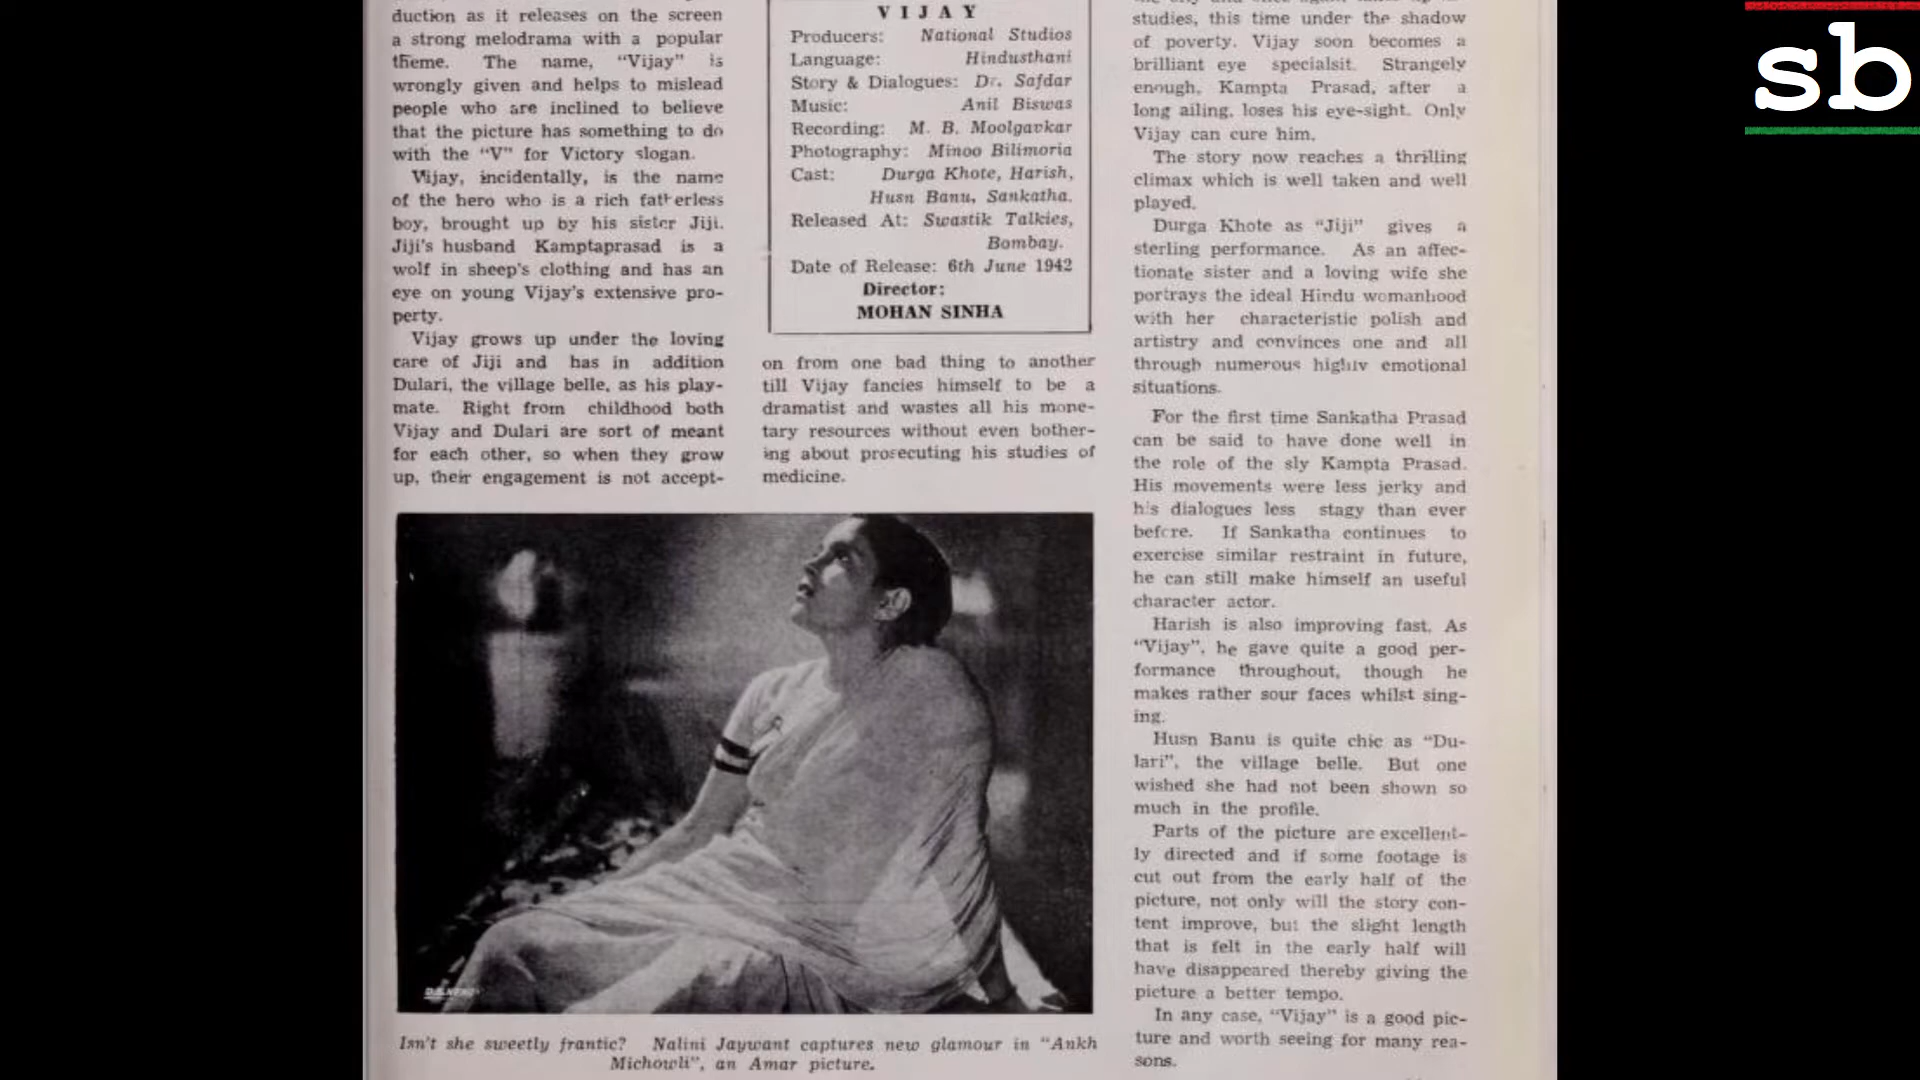 duction as it releases on the screen
a strong melodrama with a popular
theme. The name, "Vijay" is
wrongly given and helps to mislead
people who are inclined to believe
that the picture has something to do
with the "V" for Victory slogan.
Vijay, incidentally, is the name
of the hero who is a rich fatherless
boy, brought up by his sister Jiji.
Jiji's husband Kamptaprasad is a
wolf in sheep's clothing and has an
eye on young Vijay's extensive pro-
perty.
Vijay grows up under the loving
care of Jiji and has in addition
Dulari, the village belle, as his play-
mate. Right from childhood both
Vijay and Dulari are sort of meant
for each other, so when they grow
up, their engagement is not accept-
VIJAY
Producers: National Studios
Language: Hindusthani
Story & Dialogues: Dr. Safdar
Music: Anil Biswas
Recording: M. B. Moolgavkar
Photography: Minoo Bilimoria
Cast: Durga Khote, Harish,
Husn Banu, Sankatha.
Released At: Swastik Talkies,
Bombay.
Date of Release: 6th June 1942
Director:
MOHAN SINHA
on from one bad thing to another
till Vijay fancies himself to be a
dramatist and wastes all his mone-
tary resources without even bother-
ing about prosecuting his studies of
medicine.
Isn't she sweetly frantic? Nalini Jaywant captures new glamour in "Ankh
Michowli", an Amar picture.
studies, this time under the shadow
of poverty. Vijay soon becomes a
brilliant eye specialsit. Strangely
enough, Kampta Prasad, after a
long ailing, loses his eye-sight. Only
Vijay can cure him.
The story now reaches a thrilling
climax which is well taken and well
played.
Durga Khote as "Jiji" gives a
sterling performance. As an affec-
tionate sister and a loving wife she
portrays the ideal Hindu womanhood
with her characteristic polish and
artistry and convinces one and all
through numerous highly emotional
situations.
For the first time Sankatha Prasad
can be said to have done well in
the role of the sly Kampta Prasad.
His movements were less jerky and
his dialogues less stagy than ever
before. If Sankatha continues to
exercise similar restraint in future,
he can still make himself an useful
character actor.
Harish is also improving fast. As
"Vijay", he gave quite a good per-
formance throughout, though he
makes rather sour faces whilst sing-
ing.
Husn Banu is quite chic as "Du-
lari", the village belle. But one
wished she had not been shown so
much in the profile.
Parts of the picture are excellent-
ly directed and if some footage is
cut out from the early half of the
picture, not only will the story con-
tent improve, but the slight length
that is felt in the early half will
have disappeared thereby giving the
picture a better tempo.
In any case, "Vijay" is a good pic-
ture and worth seeing for many rea-
sons.
sb